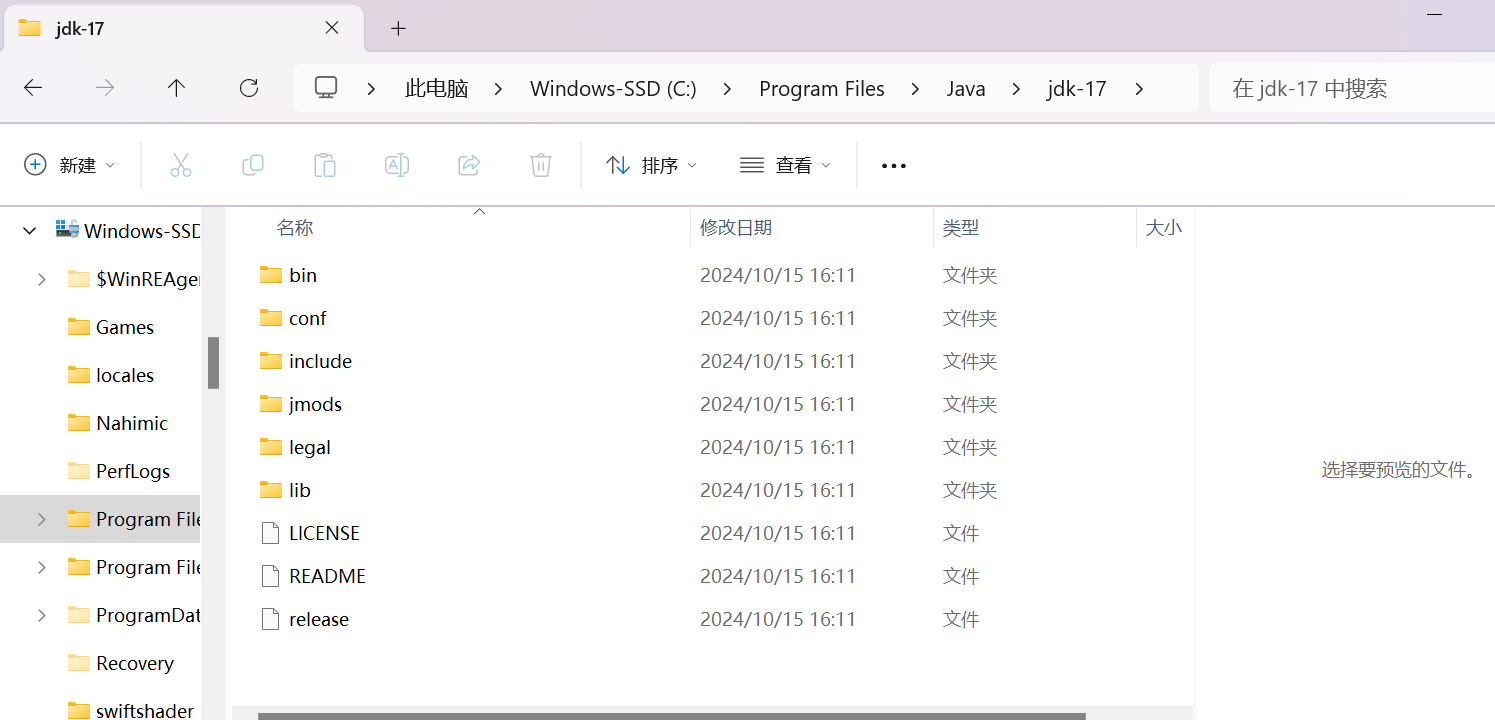 jdk-17
此电脑 Windows-SSD (C:) Program Files Java jdk-17
在 jdk-17 中搜索
新建 排序 查看
Windows-SSD
$WinREAge
Games
locales
Nahimic
PerfLogs
Program File
Program File
ProgramDat
Recovery
swiftshader
名称 修改日期 类型 大小
bin 2024/10/15 16:11 文件夹
conf 2024/10/15 16:11 文件夹
include 2024/10/15 16:11 文件夹
jmods 2024/10/15 16:11 文件夹
legal 2024/10/15 16:11 文件夹
lib 2024/10/15 16:11 文件夹
LICENSE 2024/10/15 16:11 文件
README 2024/10/15 16:11 文件
release 2024/10/15 16:11 文件
选择要预览的文件。